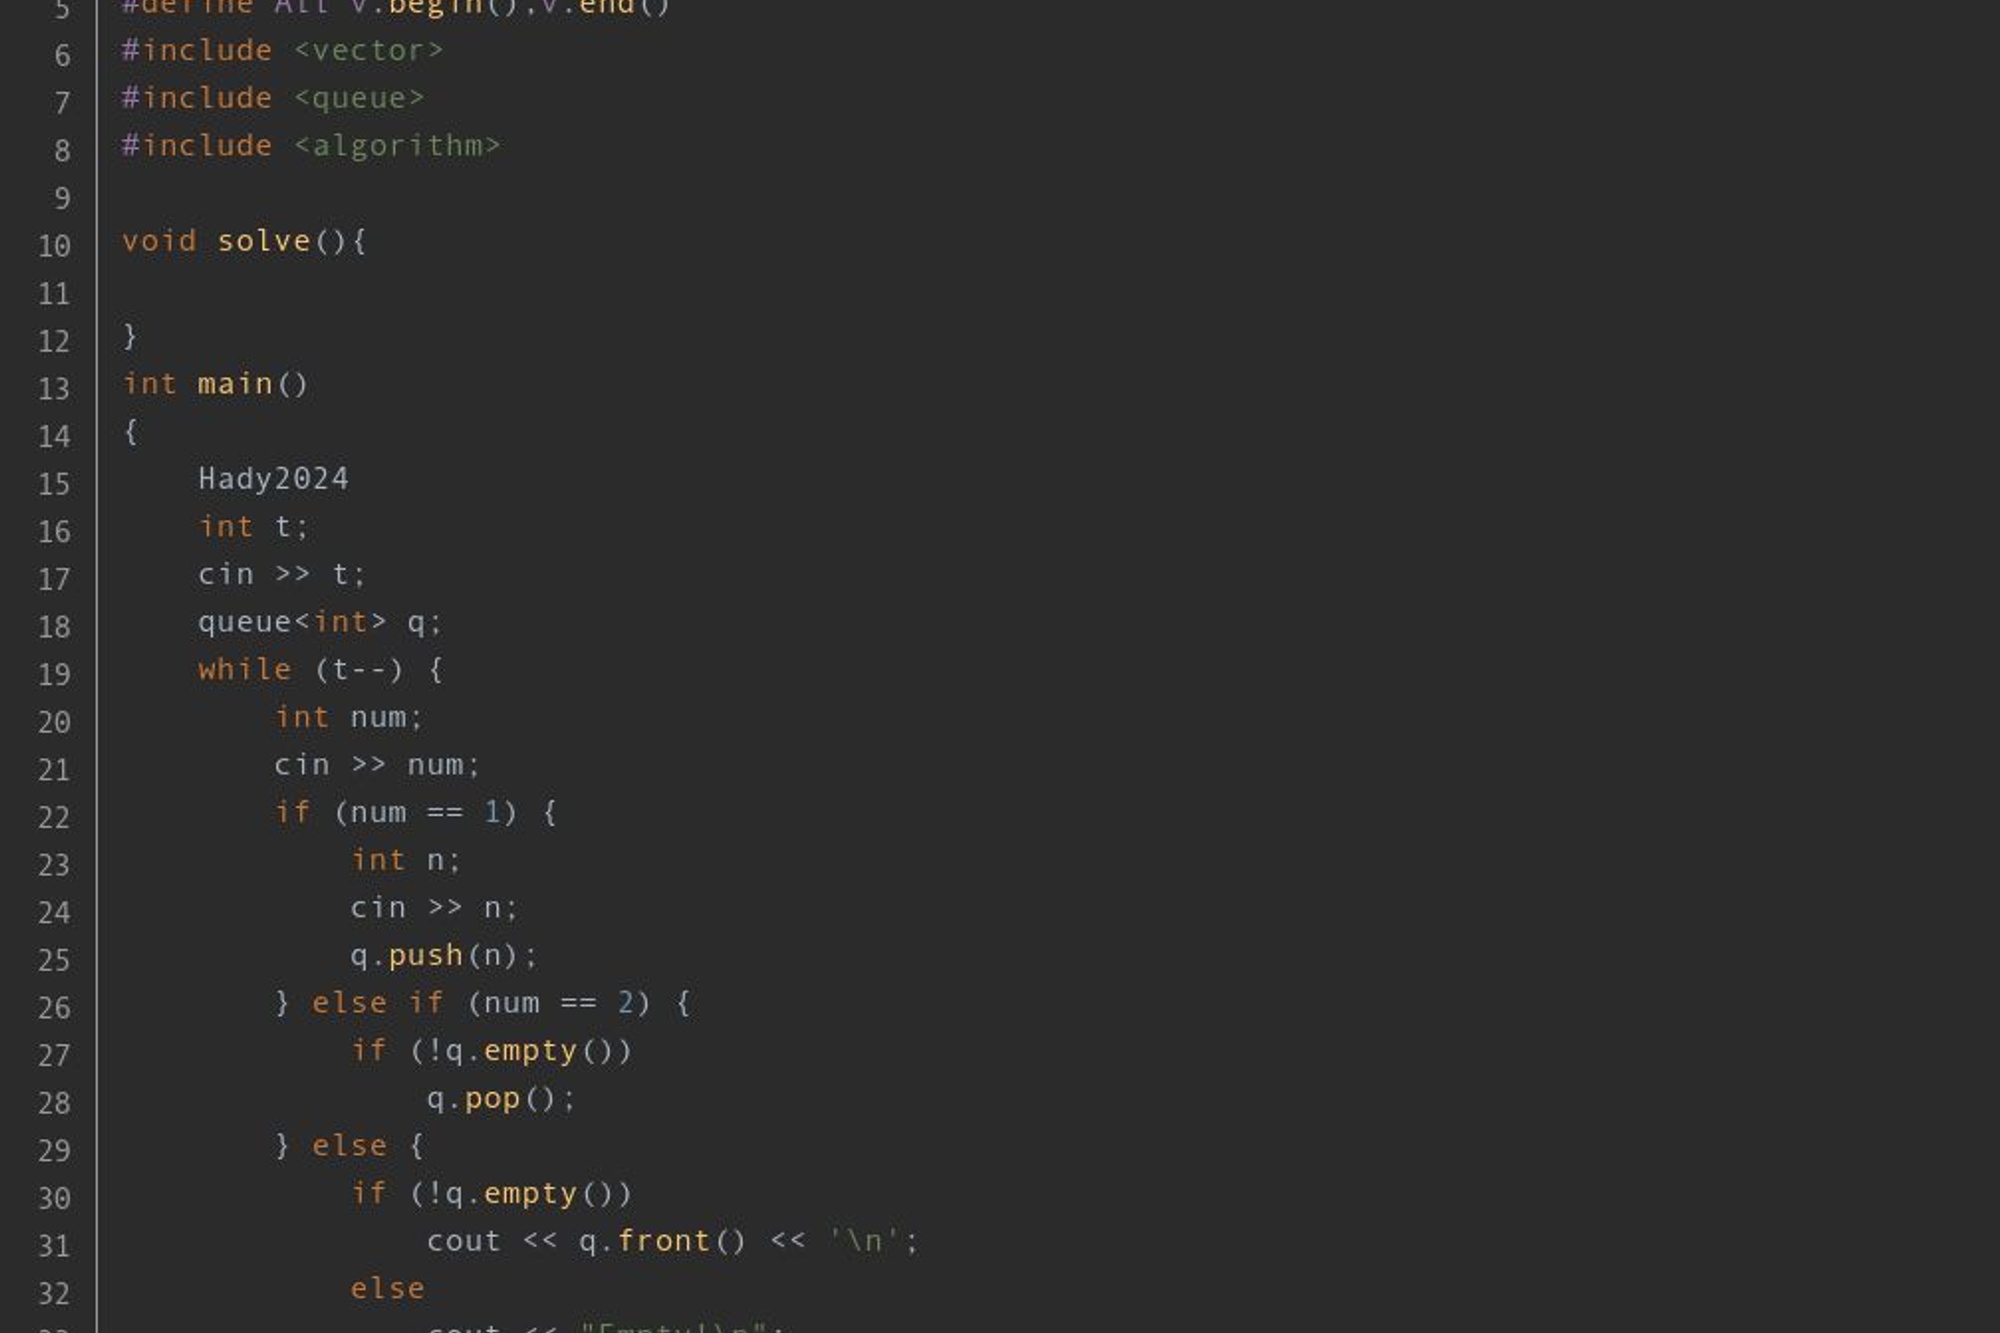 5 #define All v.begin(),v.end()
6 #include <vector>
7 #include <queue>
8 #include <algorithm>
9
10 void solve(){
11
12 }
13 int main()
14 {
15     Hady2024
16     int t;
17     cin >> t;
18     queue<int> q;
19     while (t--) {
20         int num;
21         cin >> num;
22         if (num == 1) {
23             int n;
24             cin >> n;
25             q.push(n);
26         } else if (num == 2) {
27             if (!q.empty())
28                 q.pop();
29         } else {
30             if (!q.empty())
31                 cout << q.front() << '\n';
32             else
33                 cout << "Empty!\n";